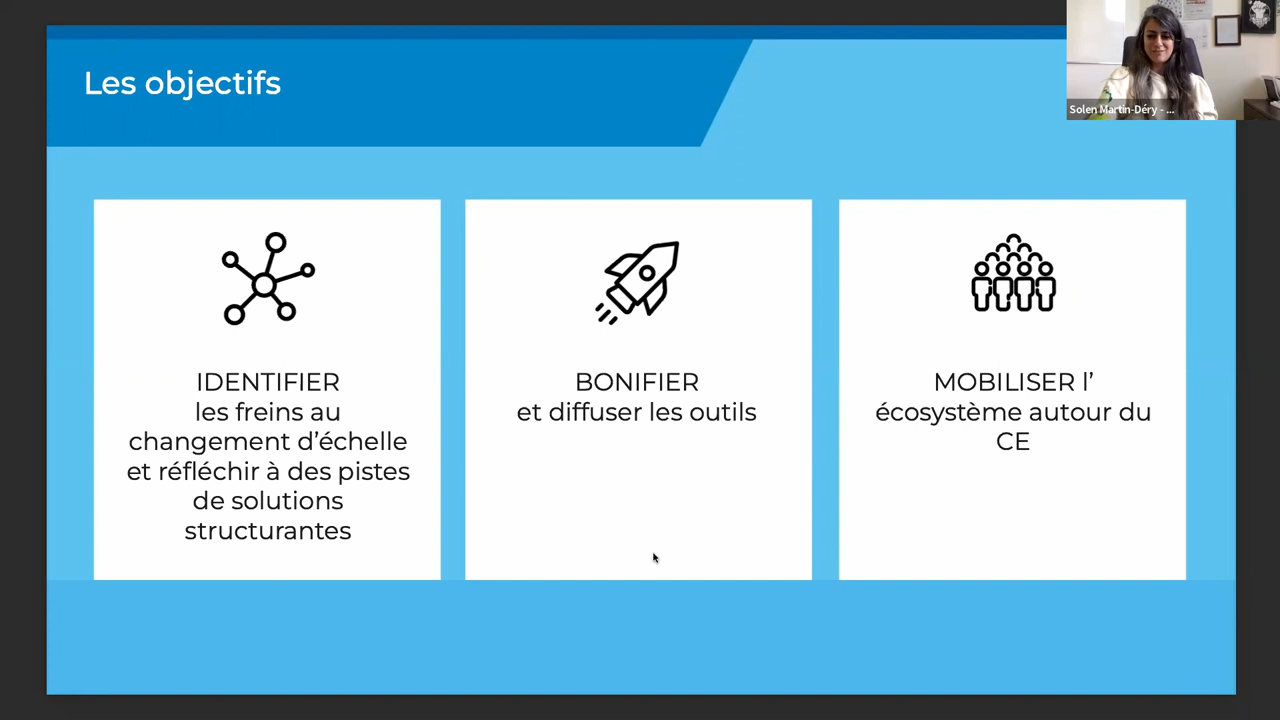 Les objectifs
Solen Martin-Déry - ...
IDENTIFIER
les freins au
changement d’échelle
et réfléchir à des pistes
de solutions
structurantes
BONIFIER
et diffuser les outils
MOBILISER l’
écosystème autour du
CE